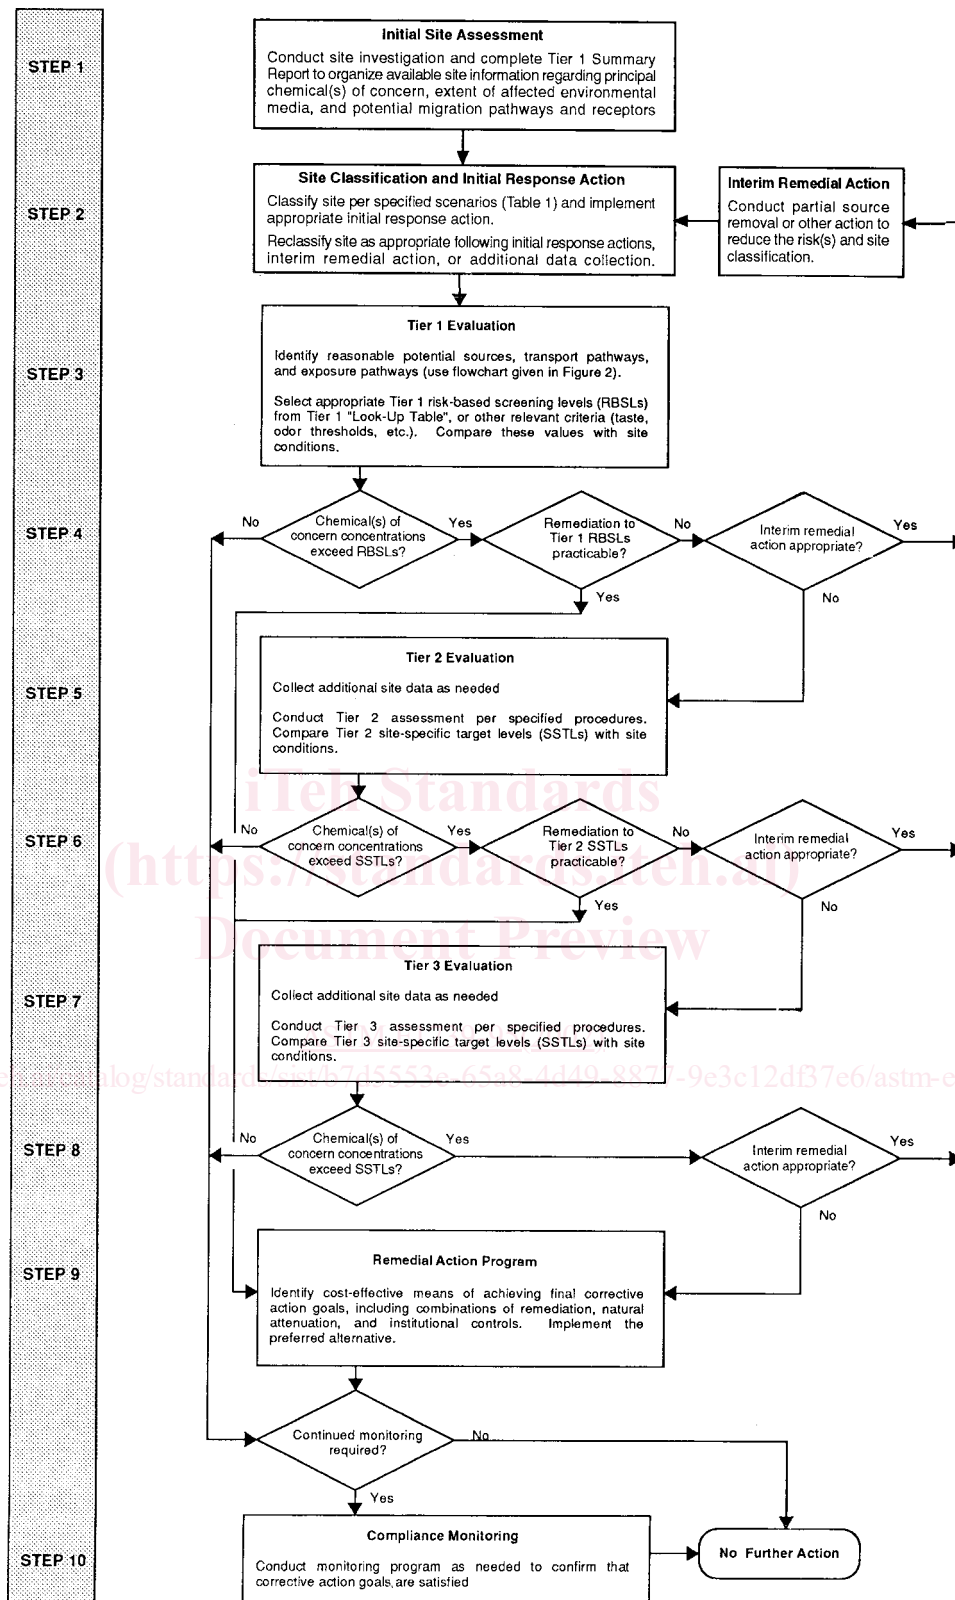 STEP 1
Initial Site Assessment
Conduct site investigation and complete Tier 1 Summary
Report to organize available site information regarding principal
chemical(s) of concern, extent of affected environmental
media, and potential migration pathways and receptors
STEP 2
Site Classification and Initial Response Action
Classify site per specified scenarios (Table 1) and implement
appropriate initial response action.
Reclassify site as appropriate following initial response actions,
interim remedial action, or additional data collection.
Interim Remedial Action
Conduct partial source
removal or other action to
reduce the risk(s) and site
classification.
STEP 3
Tier 1 Evaluation
Identify reasonable potential sources, transport pathways,
and exposure pathways (use flowchart given in Figure 2).
Select appropriate Tier 1 risk-based screening levels (RBSLs)
from Tier 1 "Look-Up Table", or other relevant criteria (taste,
odor thresholds, etc.). Compare these values with site
conditions.
STEP 4
No
Chemical(s) of
concern concentrations
exceed RBSLs?
Yes
Remediation to
Tier 1 RBSLs
practicable?
No
Interim remedial
action appropriate?
Yes
Yes
No
STEP 5
Tier 2 Evaluation
Collect additional site data as needed
Conduct Tier 2 assessment per specified procedures.
Compare Tier 2 site-specific target levels (SSTLs) with site
conditions.
iTeh Standards
(https://standards.iteh.ai)
Document Preview
STEP 6
No
Chemical(s) of
concern concentrations
exceed SSTLs?
Yes
Remediation to
Tier 2 SSTLs
practicable?
No
Interim remedial
action appropriate?
Yes
Yes
No
STEP 7
Tier 3 Evaluation
Collect additional site data as needed
Conduct Tier 3 assessment per specified procedures.
Compare Tier 3 site-specific target levels (SSTLs) with site
conditions.
log/standards/sist/b7d5553e-65a8-4d49-8877-9e3c12df37e6/astm-e
STEP 8
No
Chemical(s) of
concern concentrations
exceed SSTLs?
Yes
Interim remedial
action appropriate?
Yes
No
STEP 9
Remedial Action Program
Identify cost-effective means of achieving final corrective
action goals, including combinations of remediation, natural
attenuation, and institutional controls. Implement the
preferred alternative.
Continued monitoring
required?
No
Yes
STEP 10
Compliance Monitoring
Conduct monitoring program as needed to confirm that
corrective action goals are satisfied
No Further Action